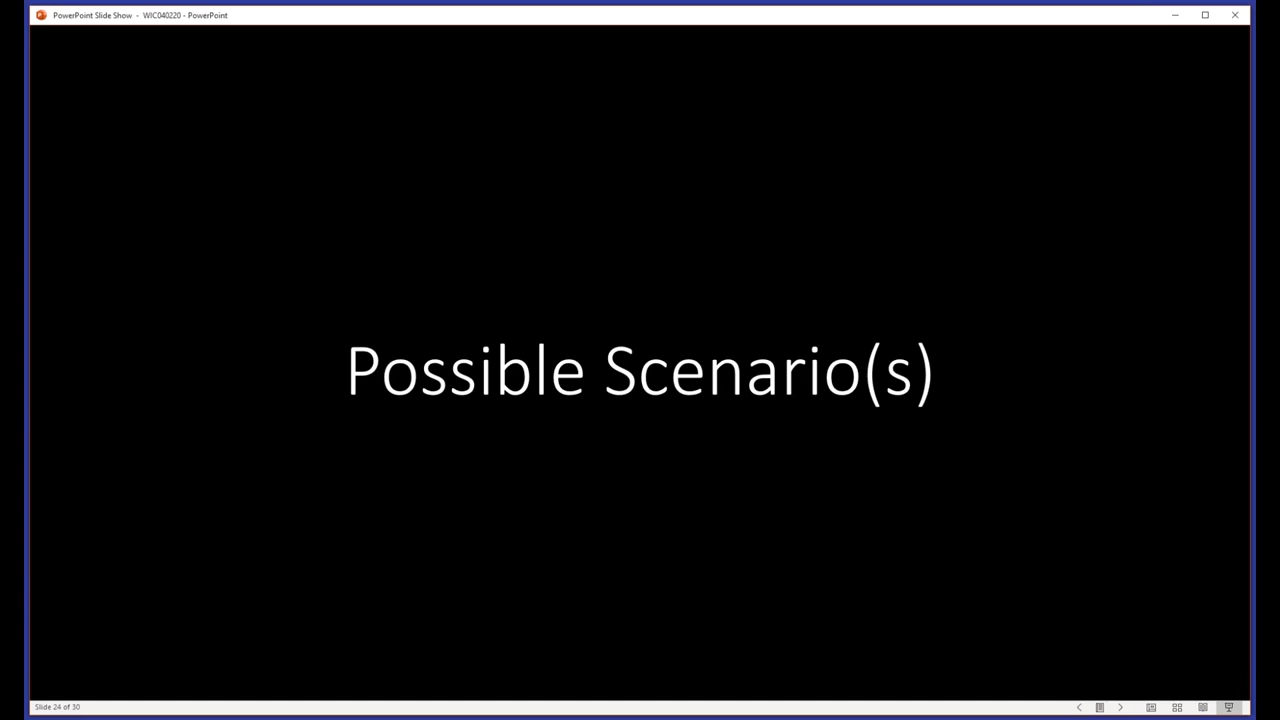 PowerPoint Slide Show - WIC040220 - PowerPoint
Possible Scenario(s)
Slide 24 of 30